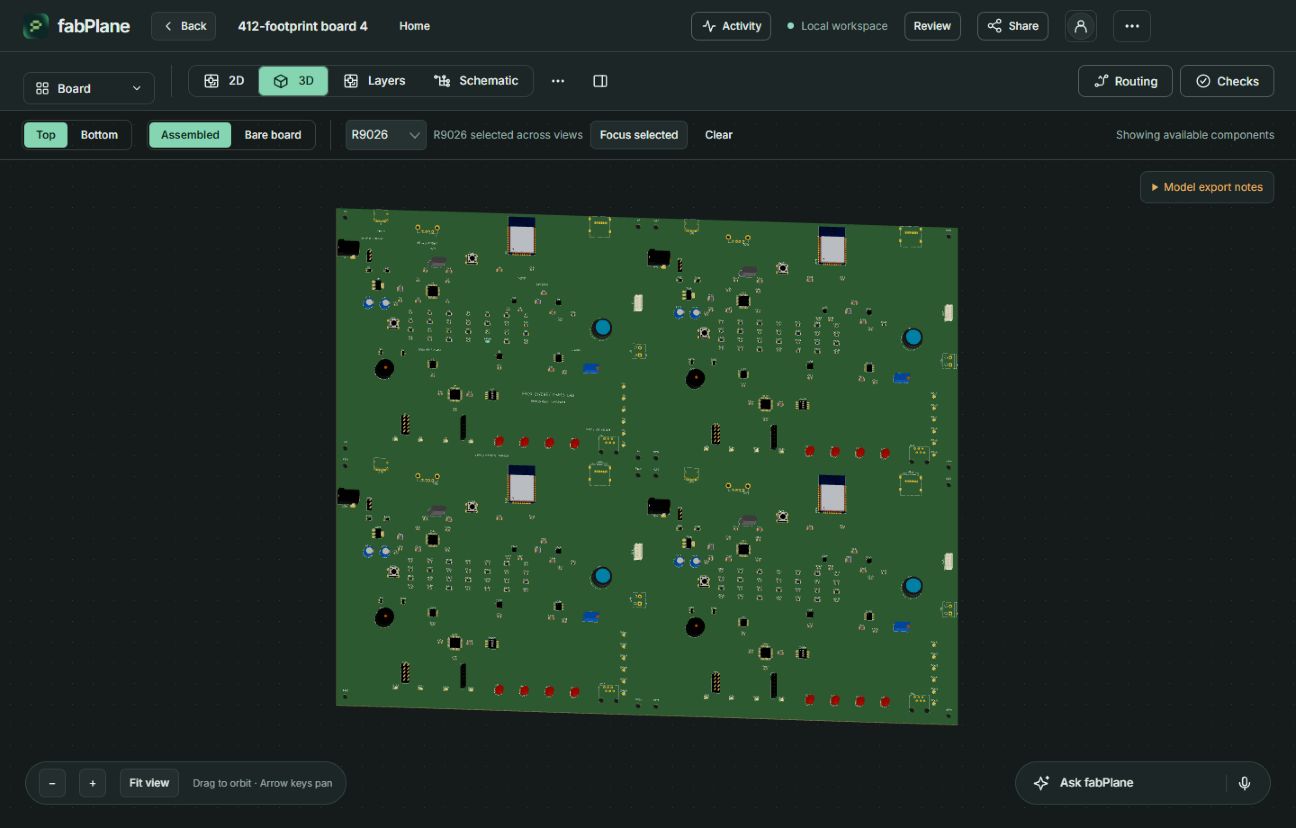 fabPlane
Back
412-footprint board 4
Home
Activity
Local workspace
Review
Share
Board
2D
3D
Layers
Schematic
Routing
Checks
Top
Bottom
Assembled
Bare board
R9026
R9026 selected across views
Focus selected
Clear
Showing available components
Model export notes
−
+
Fit view
Drag to orbit · Arrow keys pan
Ask fabPlane